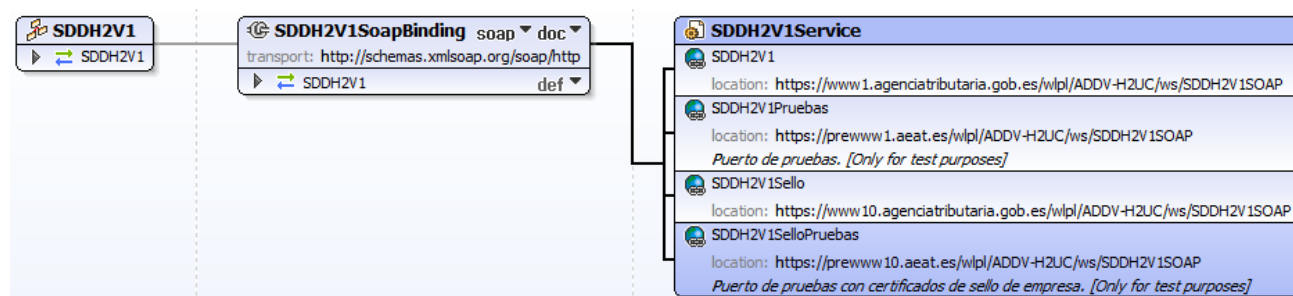 SDDH2V1
SDDH2V1
SDDH2V1SoapBinding soap doc
transport: http://schemas.xmlsoap.org/soap/http
SDDH2V1 def
SDDH2V1Service
SDDH2V1
location: https://www1.agenciatributaria.gob.es/wlpl/ADDV-H2UC/ws/SDDH2V1SOAP
SDDH2V1Pruebas
location: https://prewww1.aeat.es/wlpl/ADDV-H2UC/ws/SDDH2V1SOAP
Puerto de pruebas. [Only for test purposes]
SDDH2V1Sello
location: https://www10.agenciatributaria.gob.es/wlpl/ADDV-H2UC/ws/SDDH2V1SOAP
SDDH2V1SelloPruebas
location: https://prewww10.aeat.es/wlpl/ADDV-H2UC/ws/SDDH2V1SOAP
Puerto de pruebas con certificados de sello de empresa. [Only for test purposes]